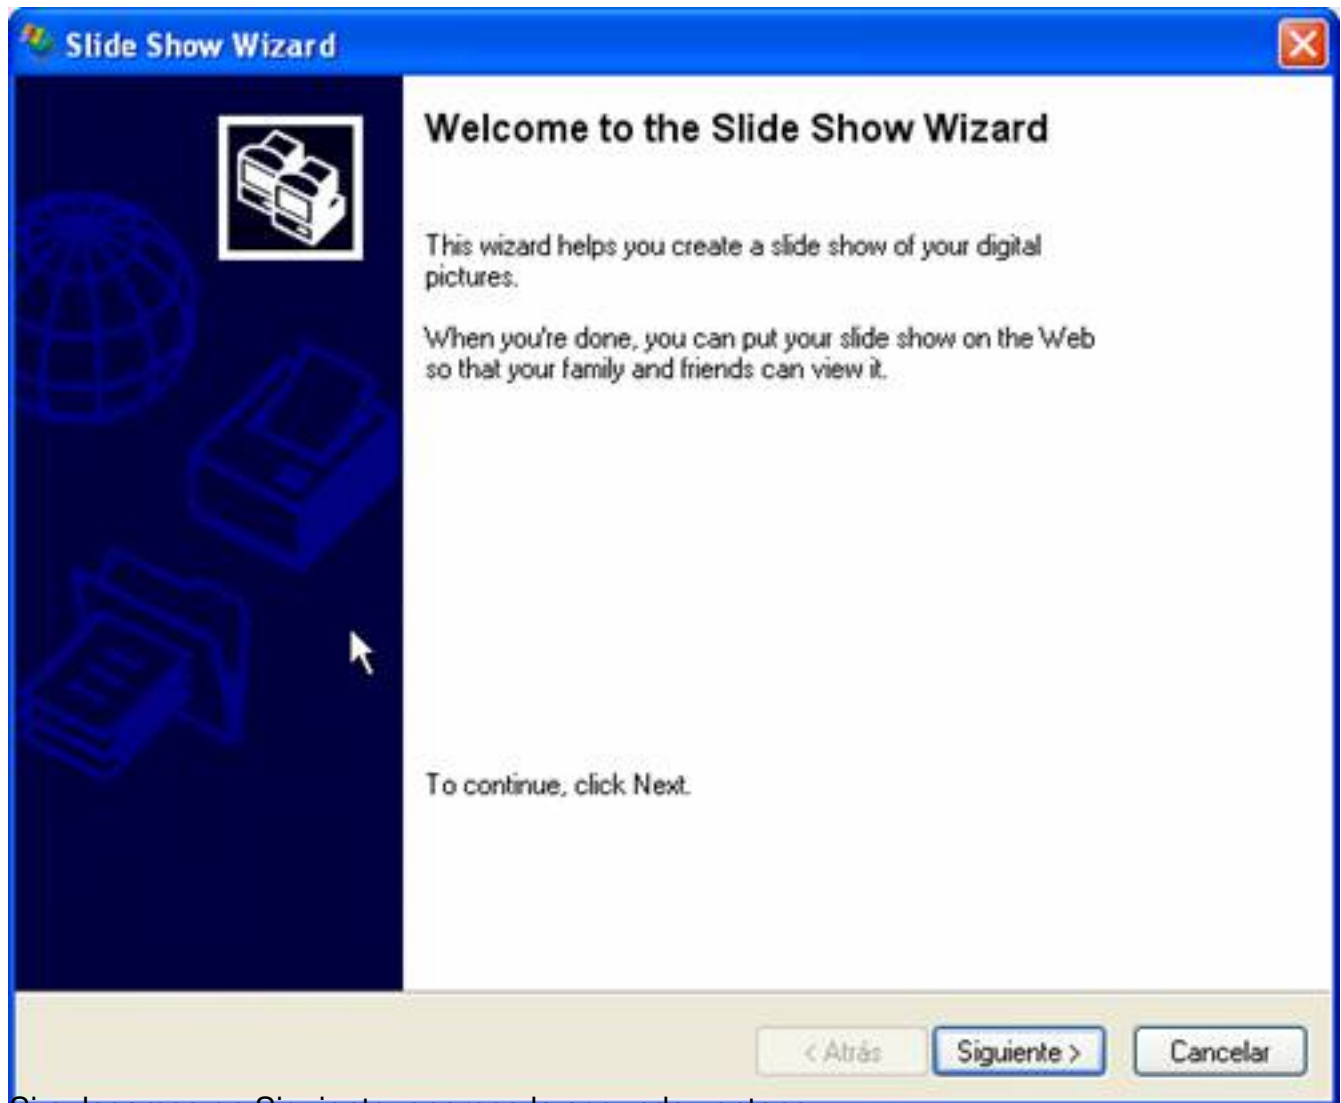 Slide Show Wizard
Welcome to the Slide Show Wizard
This wizard helps you create a slide show of your digital
pictures.
When you're done, you can put your slide show on the Web
so that your family and friends can view it.
To continue, click Next.
< Atrás
Siguiente >
Cancelar